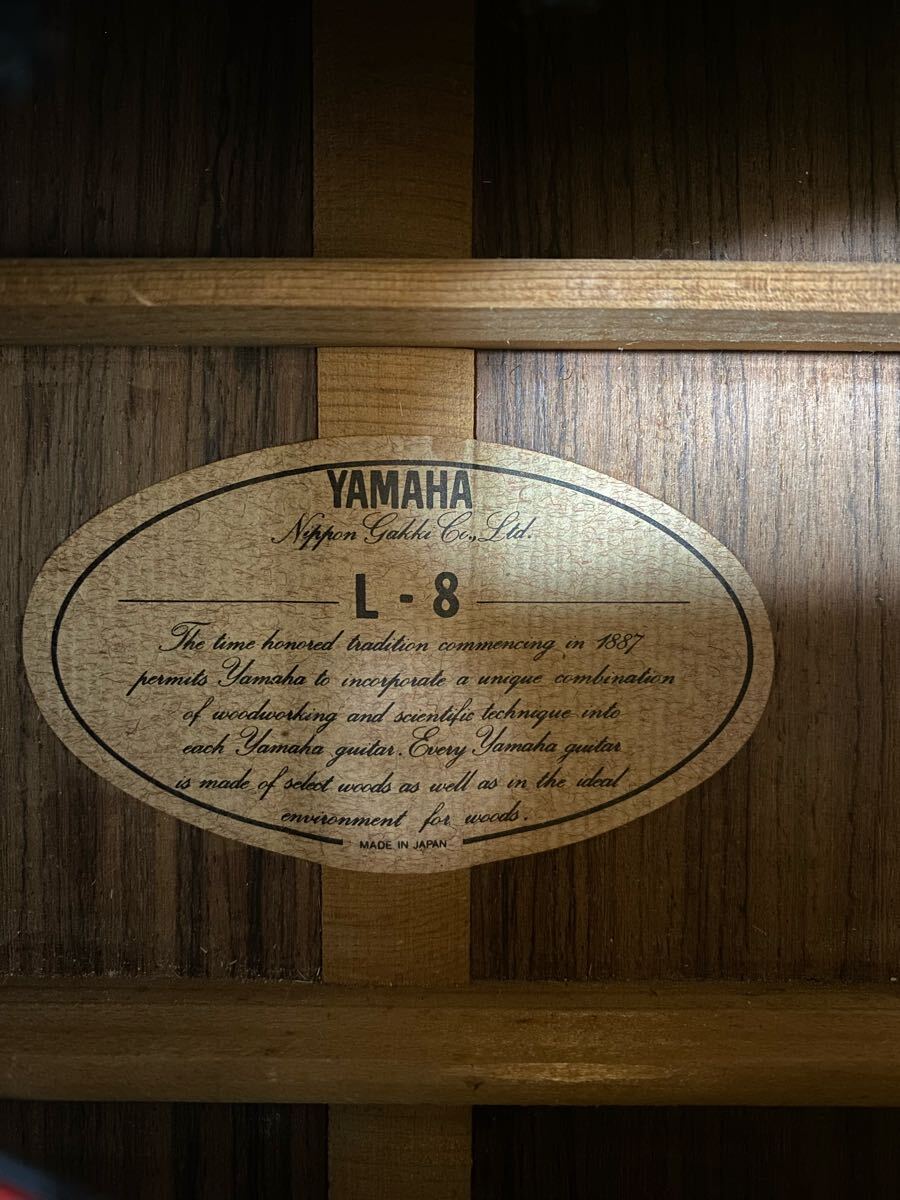 YAMAHA
Nippon Gakki Co., Ltd.
L - 8
The time honored tradition commencing in 1887
permits Yamaha to incorporate a unique combination
of woodworking and scientific technique into
each Yamaha guitar. Every Yamaha guitar
is made of select woods as well as in the ideal
environment for woods.
MADE IN JAPAN